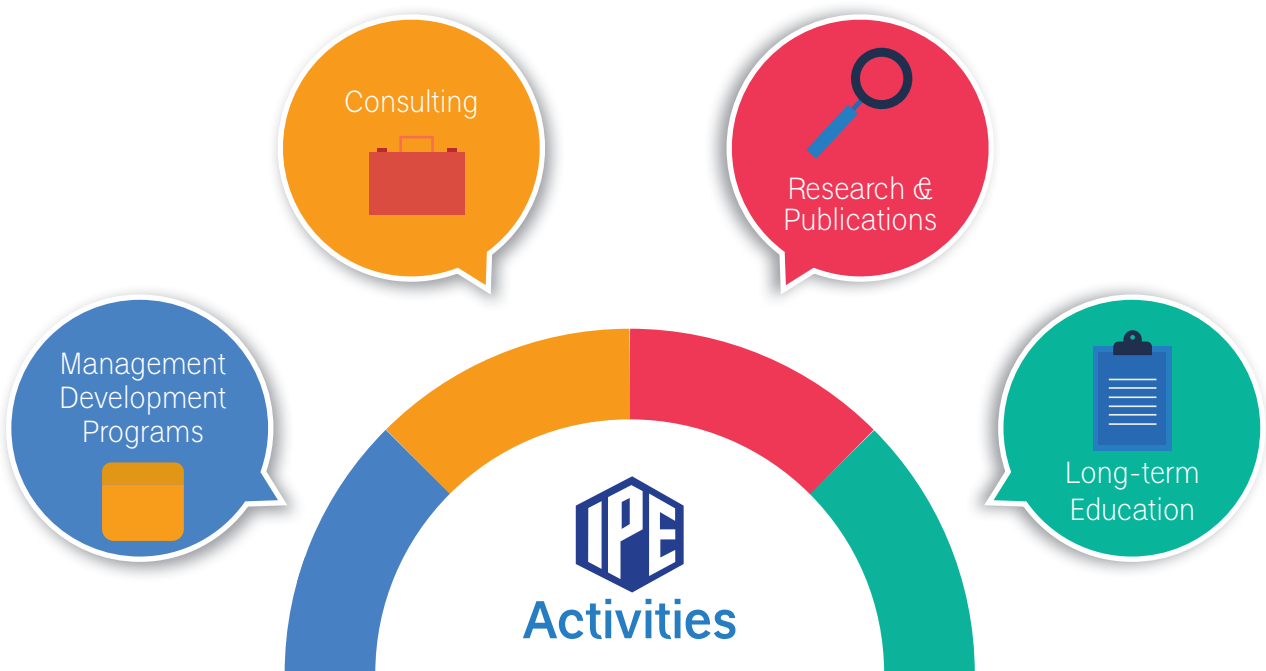 Consulting
Research &
Publications
Management
Development
Programs
Long-term
Education
IPE
Activities